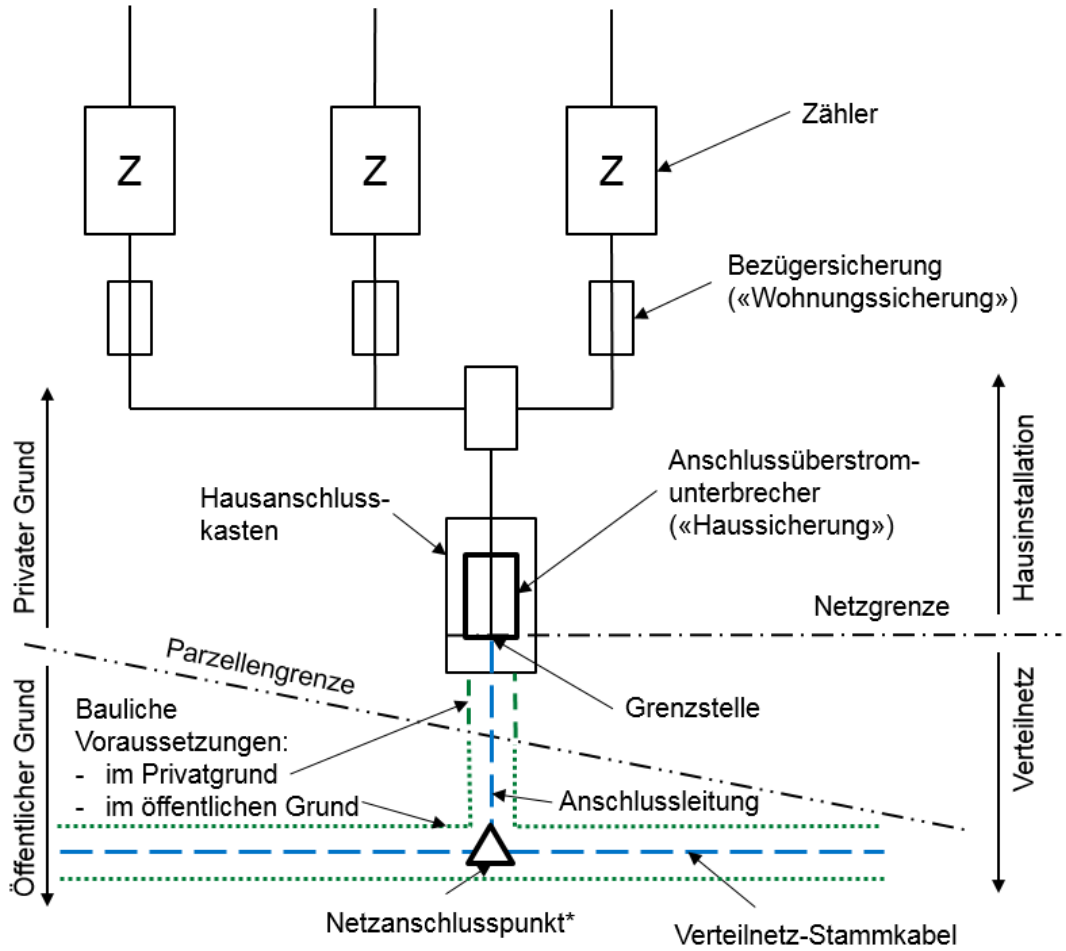 Z
Z
Z
Zähler
Bezügersicherung
(«Wohnungssicherung»)
Privater Grund
Hausinstallation
Hausanschluss-
kasten
Anschlussüberstrom-
unterbrecher
(«Haussicherung»)
Netzgrenze
Parzellengrenze
Öffentlicher Grund
Verteilnetz
Bauliche
Voraussetzungen:
- im Privatgrund
- im öffentlichen Grund
Grenzstelle
Anschlussleitung
Netzanschlusspunkt*
Verteilnetz-Stammkabel